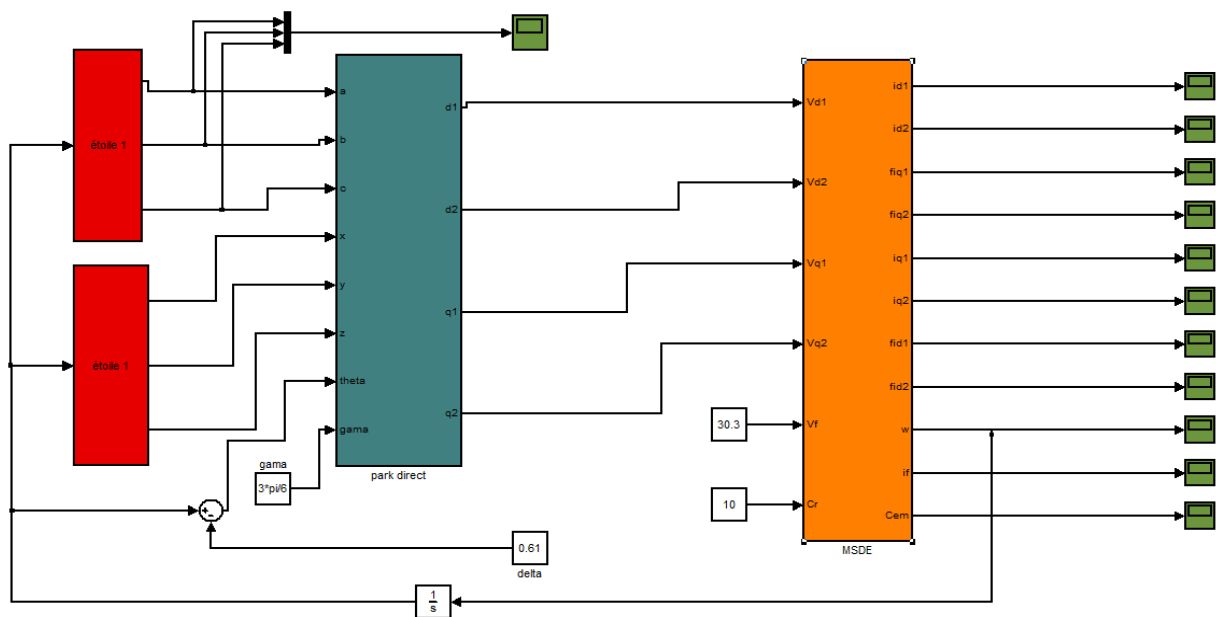 étoile 1
étoile 1
a
b
c
x
y
z
theta
gama
d1
d2
q1
q2
park direct
gama
3*pi/6
+
-
0.61
delta
1
s
Vd1
Vd2
Vq1
Vq2
Vf
Cr
30.3
10
id1
id2
fiq1
fiq2
iq1
iq2
fid1
fid2
w
if
Cem
MSDE